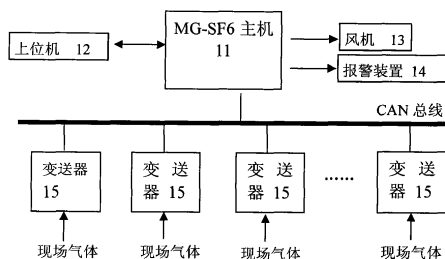 MG-SF6 主机
11
上位机 12
风机 13
报警装置 14
CAN 总线
变送器
15
变 送
器 15
变 送
器 15
......
变 送
器 15
现场气体
现场气体
现场气体
现场气体